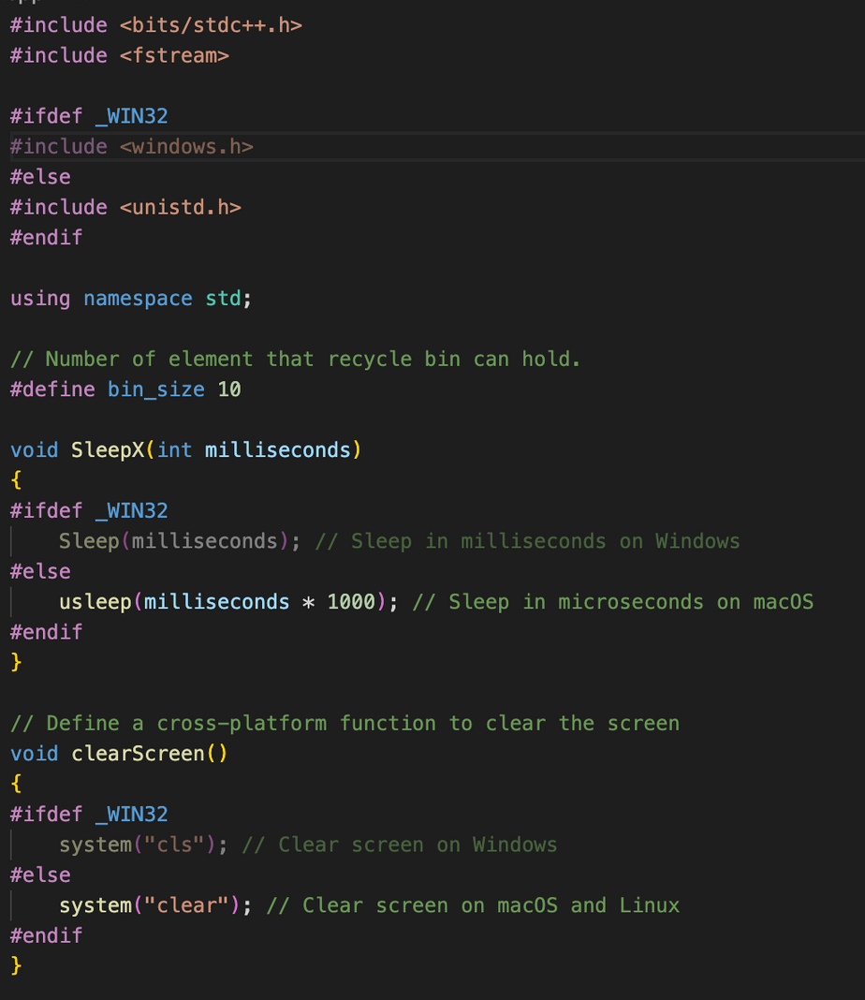 #include <bits/stdc++.h>
#include <fstream>
#ifdef _WIN32
#include <windows.h>
#else
#include <unistd.h>
#endif
using namespace std;
// Number of element that recycle bin can hold.
#define bin_size 10
void SleepX(int milliseconds)
{
#ifdef _WIN32
    Sleep(milliseconds); // Sleep in milliseconds on Windows
#else
    usleep(milliseconds * 1000); // Sleep in microseconds on macOS
#endif
}
// Define a cross-platform function to clear the screen
void clearScreen()
{
#ifdef _WIN32
    system("cls"); // Clear screen on Windows
#else
    system("clear"); // Clear screen on macOS and Linux
#endif
}